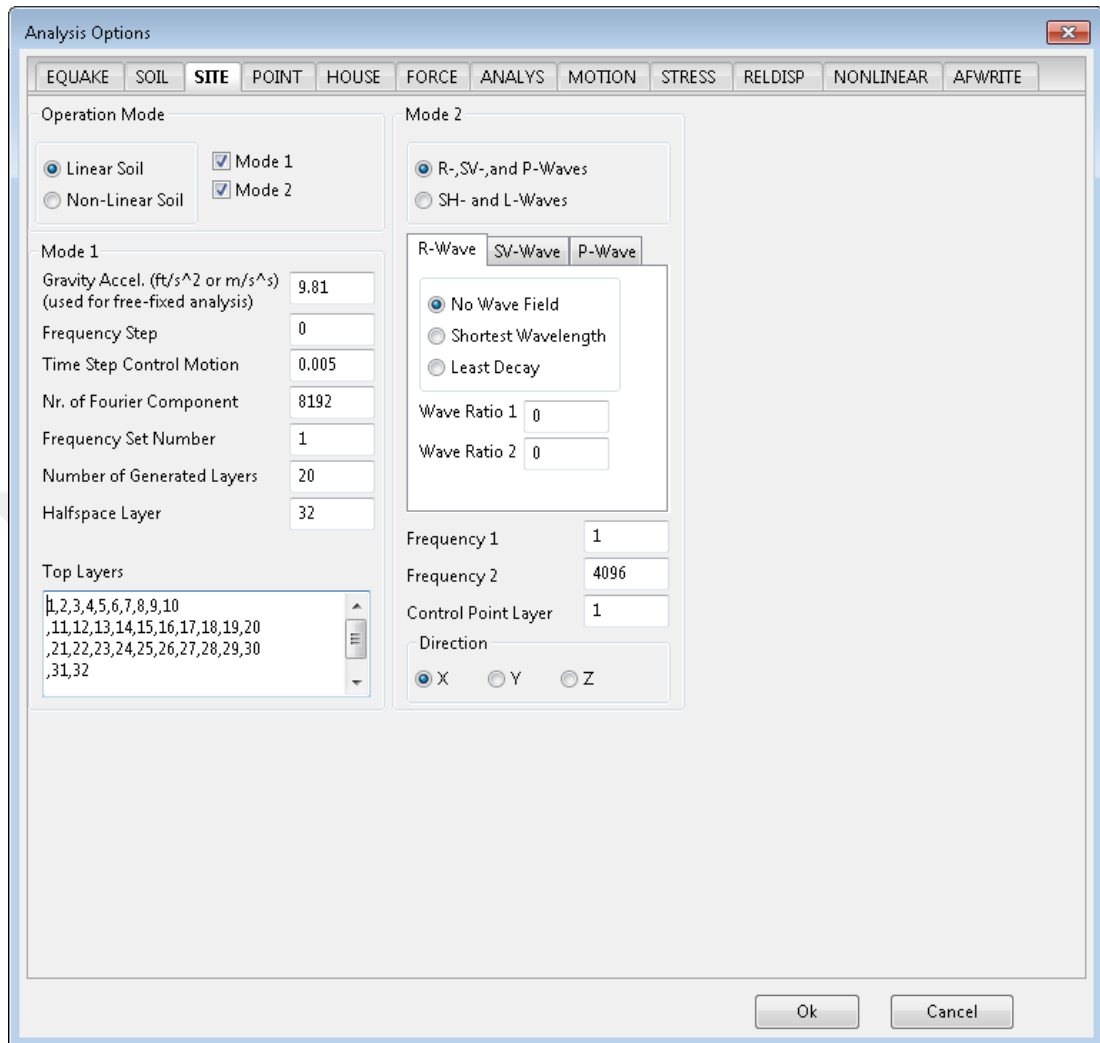 Analysis Options
EQUAKE SOIL SITE POINT HOUSE FORCE ANALYS MOTION STRESS RELDISP NONLINEAR AFWRITE
Operation Mode
Linear Soil
Non-Linear Soil
Mode 1
Mode 2
Mode 1
Gravity Accel. (ft/s^2 or m/s^s)
(used for free-fixed analysis)
9.81
Frequency Step 0
Time Step Control Motion 0.005
Nr. of Fourier Component 8192
Frequency Set Number 1
Number of Generated Layers 20
Halfspace Layer 32
Top Layers
1,2,3,4,5,6,7,8,9,10
,11,12,13,14,15,16,17,18,19,20
,21,22,23,24,25,26,27,28,29,30
,31,32
Mode 2
R-,SV-,and P-Waves
SH- and L-Waves
R-Wave SV-Wave P-Wave
No Wave Field
Shortest Wavelength
Least Decay
Wave Ratio 1 0
Wave Ratio 2 0
Frequency 1 1
Frequency 2 4096
Control Point Layer 1
Direction
X Y Z
Ok Cancel